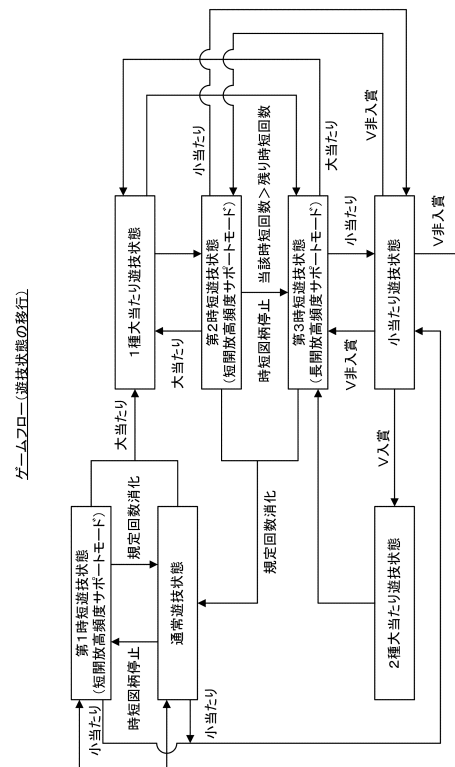 ゲームフロー(遊技状態の移行)
第1時短遊技状態
(短開放高頻度サポートモード)
小当たり
時短図柄停止
規定回数消化
通常遊技状態
小当たり
大当たり
1種大当たり遊技状態
大当たり
小当たり
第2時短遊技状態
(短開放高頻度サポートモード)
時短図柄停止
当該時短回数>残り時短回数
規定回数消化
第3時短遊技状態
(長開放高頻度サポートモード)
大当たり
V非入賞
小当たり
V非入賞
小当たり遊技状態
V入賞
V非入賞
2種大当たり遊技状態